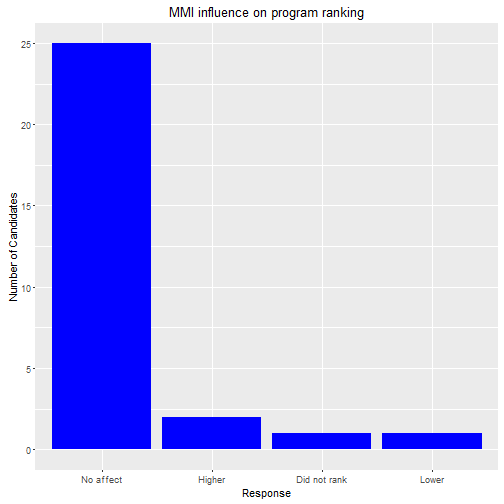 MMI influence on program ranking
Number of Candidates
25
20
15
10
5
0
No affect Higher Did not rank Lower
Response